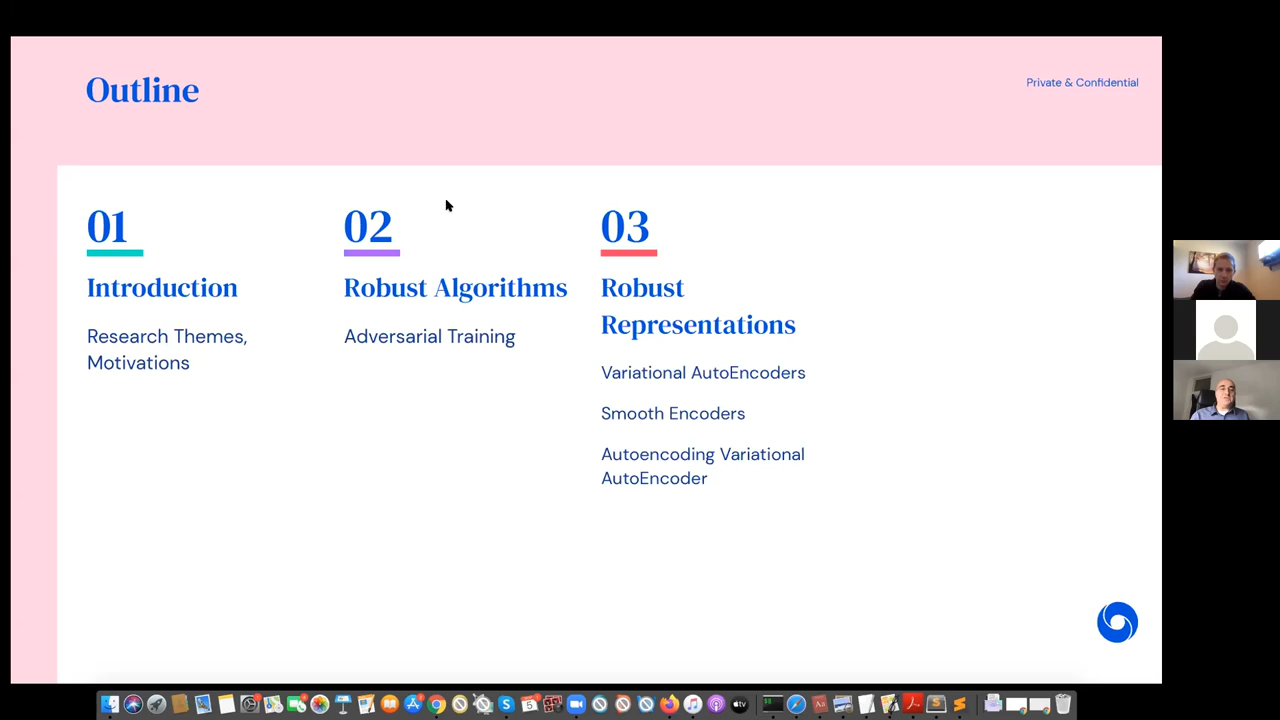 Outline
Private & Confidential
01
Introduction
Research Themes,
Motivations
02
Robust Algorithms
Adversarial Training
03
Robust
Representations
Variational AutoEncoders
Smooth Encoders
Autoencoding Variational
AutoEncoder